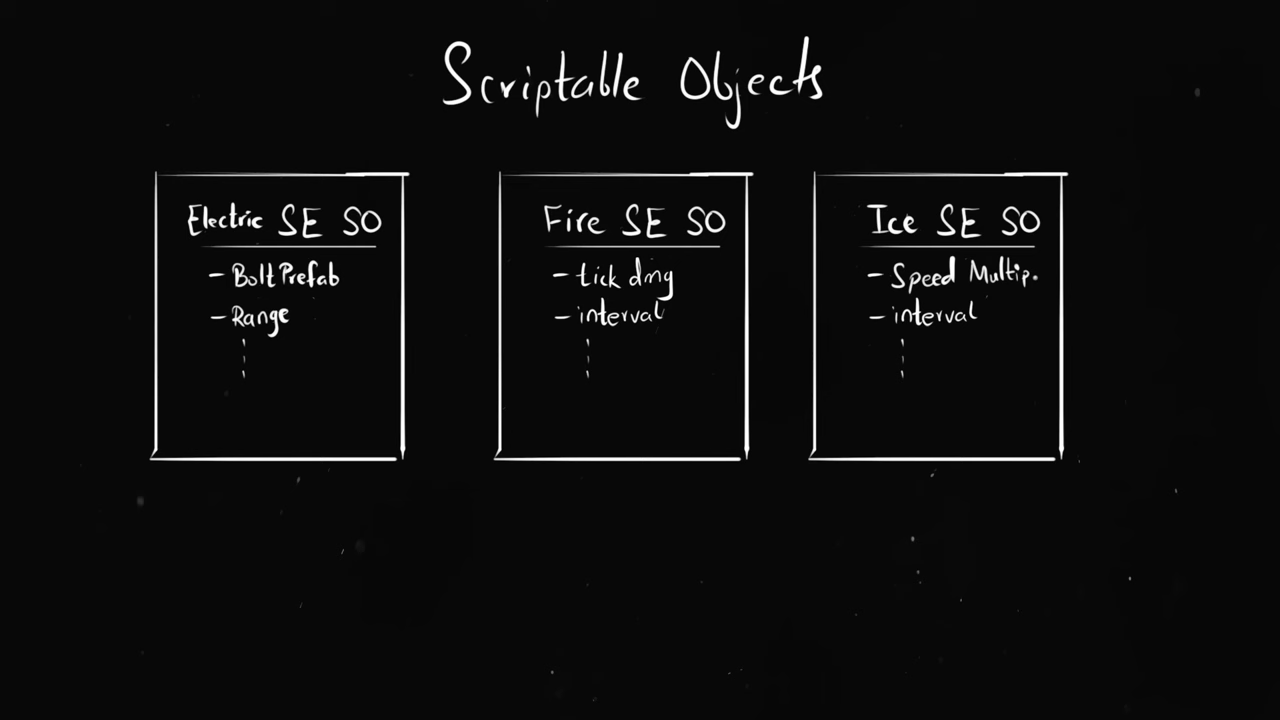 Scriptable Objects
Electric SE SO
- Bolt Prefab
- Range
Fire SE SO
- tick dmg
- interval
Ice SE SO
- Speed Multip.
- interval